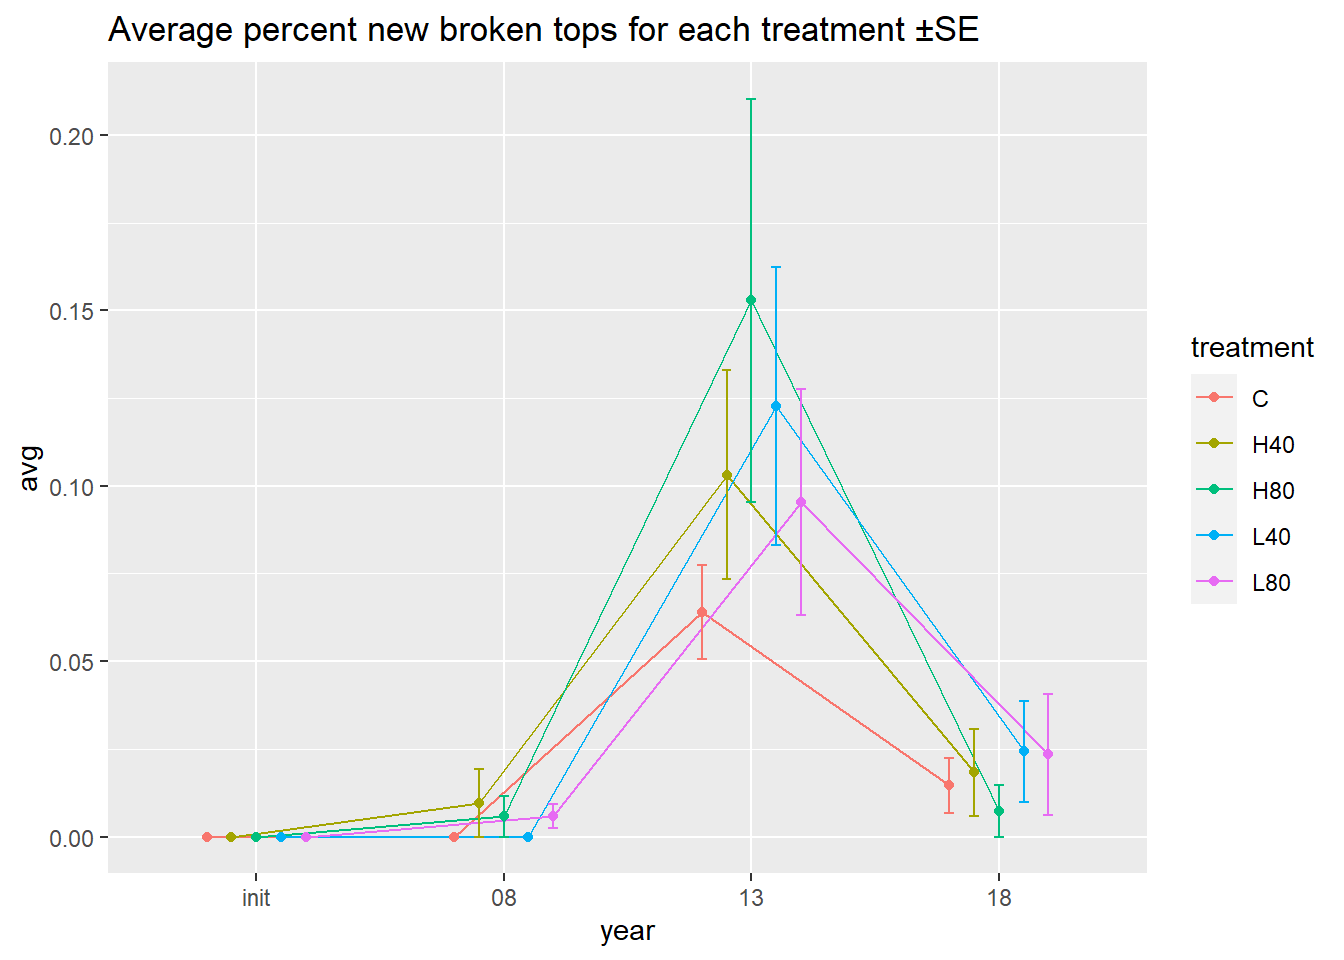 Average percent new broken tops for each treatment ±SE
avg
0.20
0.15
0.10
0.05
0.00
init
08
13
18
year
treatment
C
H40
H80
L40
L80